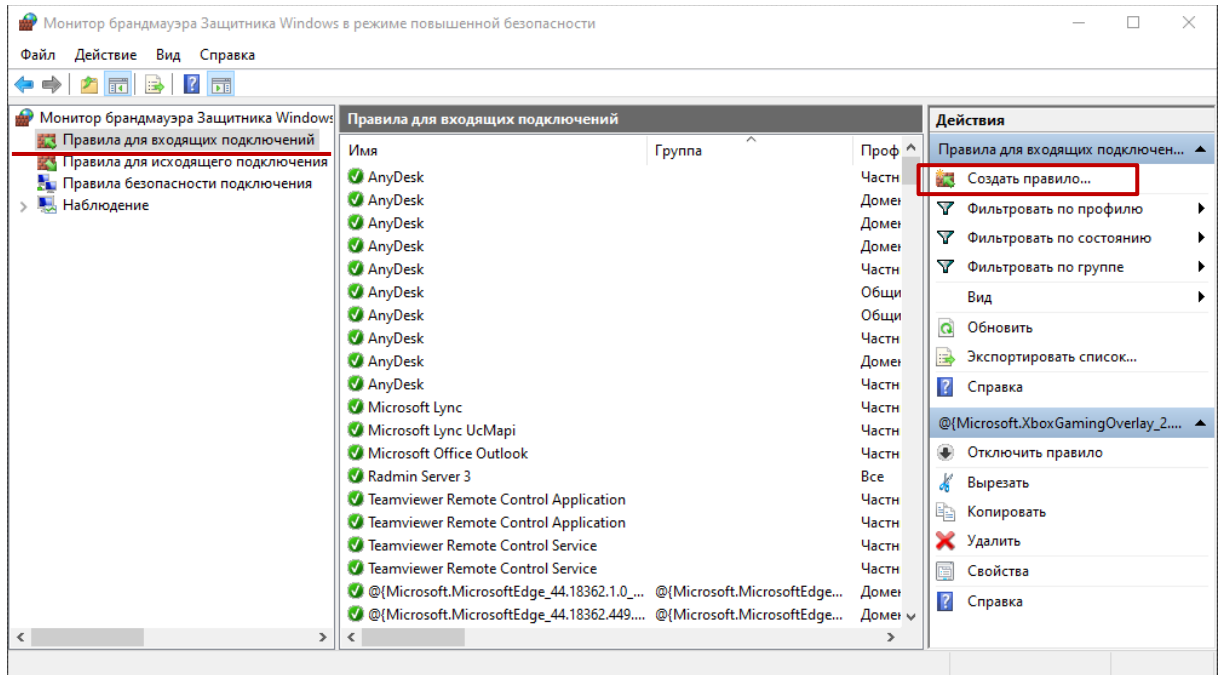 Монитор брандмауэра Защитника Windows в режиме повышенной безопасности
Файл Действие Вид Справка
Монитор брандмауэра Защитника Windows
Правила для входящих подключений
Правила для исходящего подключения
Правила безопасности подключения
Наблюдение
Правила для входящих подключений
Имя Группа Проф
AnyDesk Частн
AnyDesk Домен
AnyDesk Домен
AnyDesk Домен
AnyDesk Частн
AnyDesk Общи
AnyDesk Общи
AnyDesk Частн
AnyDesk Домен
AnyDesk Частн
Microsoft Lync Частн
Microsoft Lync UcMapi Частн
Microsoft Office Outlook Частн
Radmin Server 3 Все
Teamviewer Remote Control Application Частн
Teamviewer Remote Control Application Частн
Teamviewer Remote Control Service Частн
Teamviewer Remote Control Service Частн
@{Microsoft.MicrosoftEdge_44.18362.1.0_... @{Microsoft.MicrosoftEdge... Домен
@{Microsoft.MicrosoftEdge_44.18362.449.... @{Microsoft.MicrosoftEdge... Домен
Действия
Правила для входящих подключен...
Создать правило...
Фильтровать по профилю
Фильтровать по состоянию
Фильтровать по группе
Вид
Обновить
Экспортировать список...
Справка
@{Microsoft.XboxGamingOverlay_2....
Отключить правило
Вырезать
Копировать
Удалить
Свойства
Справка